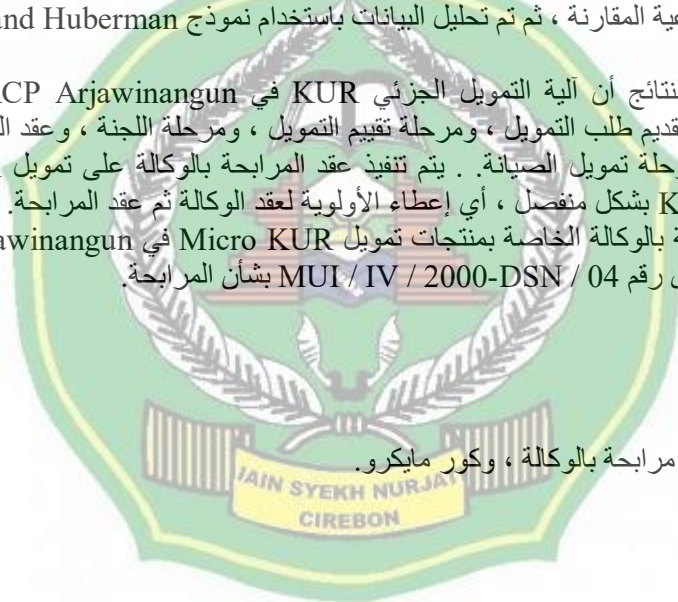 عية المقارنة ، ثم تم تحليل البيانات باستخدام نموذج and Huberman
نتائج أن آلية التمويل الجزئي KUR في CP Arjawinangun
قديم طلب التمويل ، ومرحلة تقييم التمويل ، ومرحلة اللجنة ، وعقد
رحلة تمويل الصيانة. . يتم تنفيذ عقد المرابحة بالوكالة على تمويل
K بشكل منفصل ، أي إعطاء الأولوية لعقد الوكالة ثم عقد المرابحة.
ة بالوكالة الخاصة بمنتجات تمويل Micro KUR في awinangun
رقم 04 / MUI / IV / 2000-DSN بشأن المرابحة.
مرابحة بالوكالة ، وكور مايكرو.
IAIN SYEKH NURJATI
CIREBON